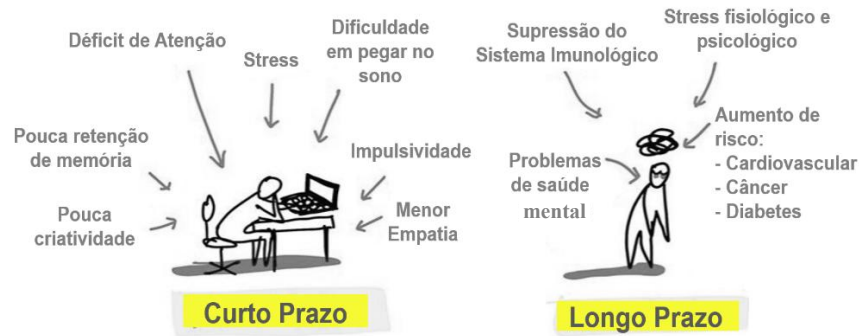 Déficit de Atenção
Stress
Dificuldade
em pegar no
sono
Pouca retenção
de memória
Pouca
criatividade
Impulsividade
Menor
Empatia
Curto Prazo
Supressão do
Sistema Imunológico
Stress fisiológico e
psicológico
Problemas
de saúde
mental
Aumento de
risco:
- Cardiovascular
- Câncer
- Diabetes
Longo Prazo